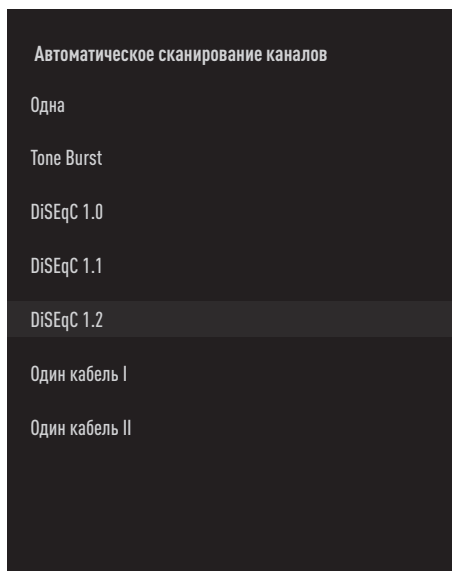 Автоматическое сканирование каналов
Одна
Tone Burst
DiSEqC 1.0
DiSEqC 1.1
DiSEqC 1.2
Один кабель I
Один кабель II